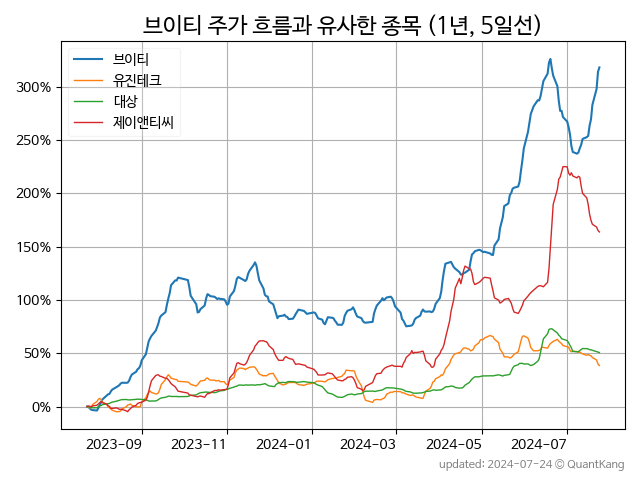 브이티 주가 흐름과 유사한 종목 (1년, 5일선)
브이티
유진테크
대상
제이앤티씨
300%
250%
200%
150%
100%
50%
0%
2023-09
2023-11
2024-01
2024-03
2024-05
2024-07
updated: 2024-07-24 © QuantKang